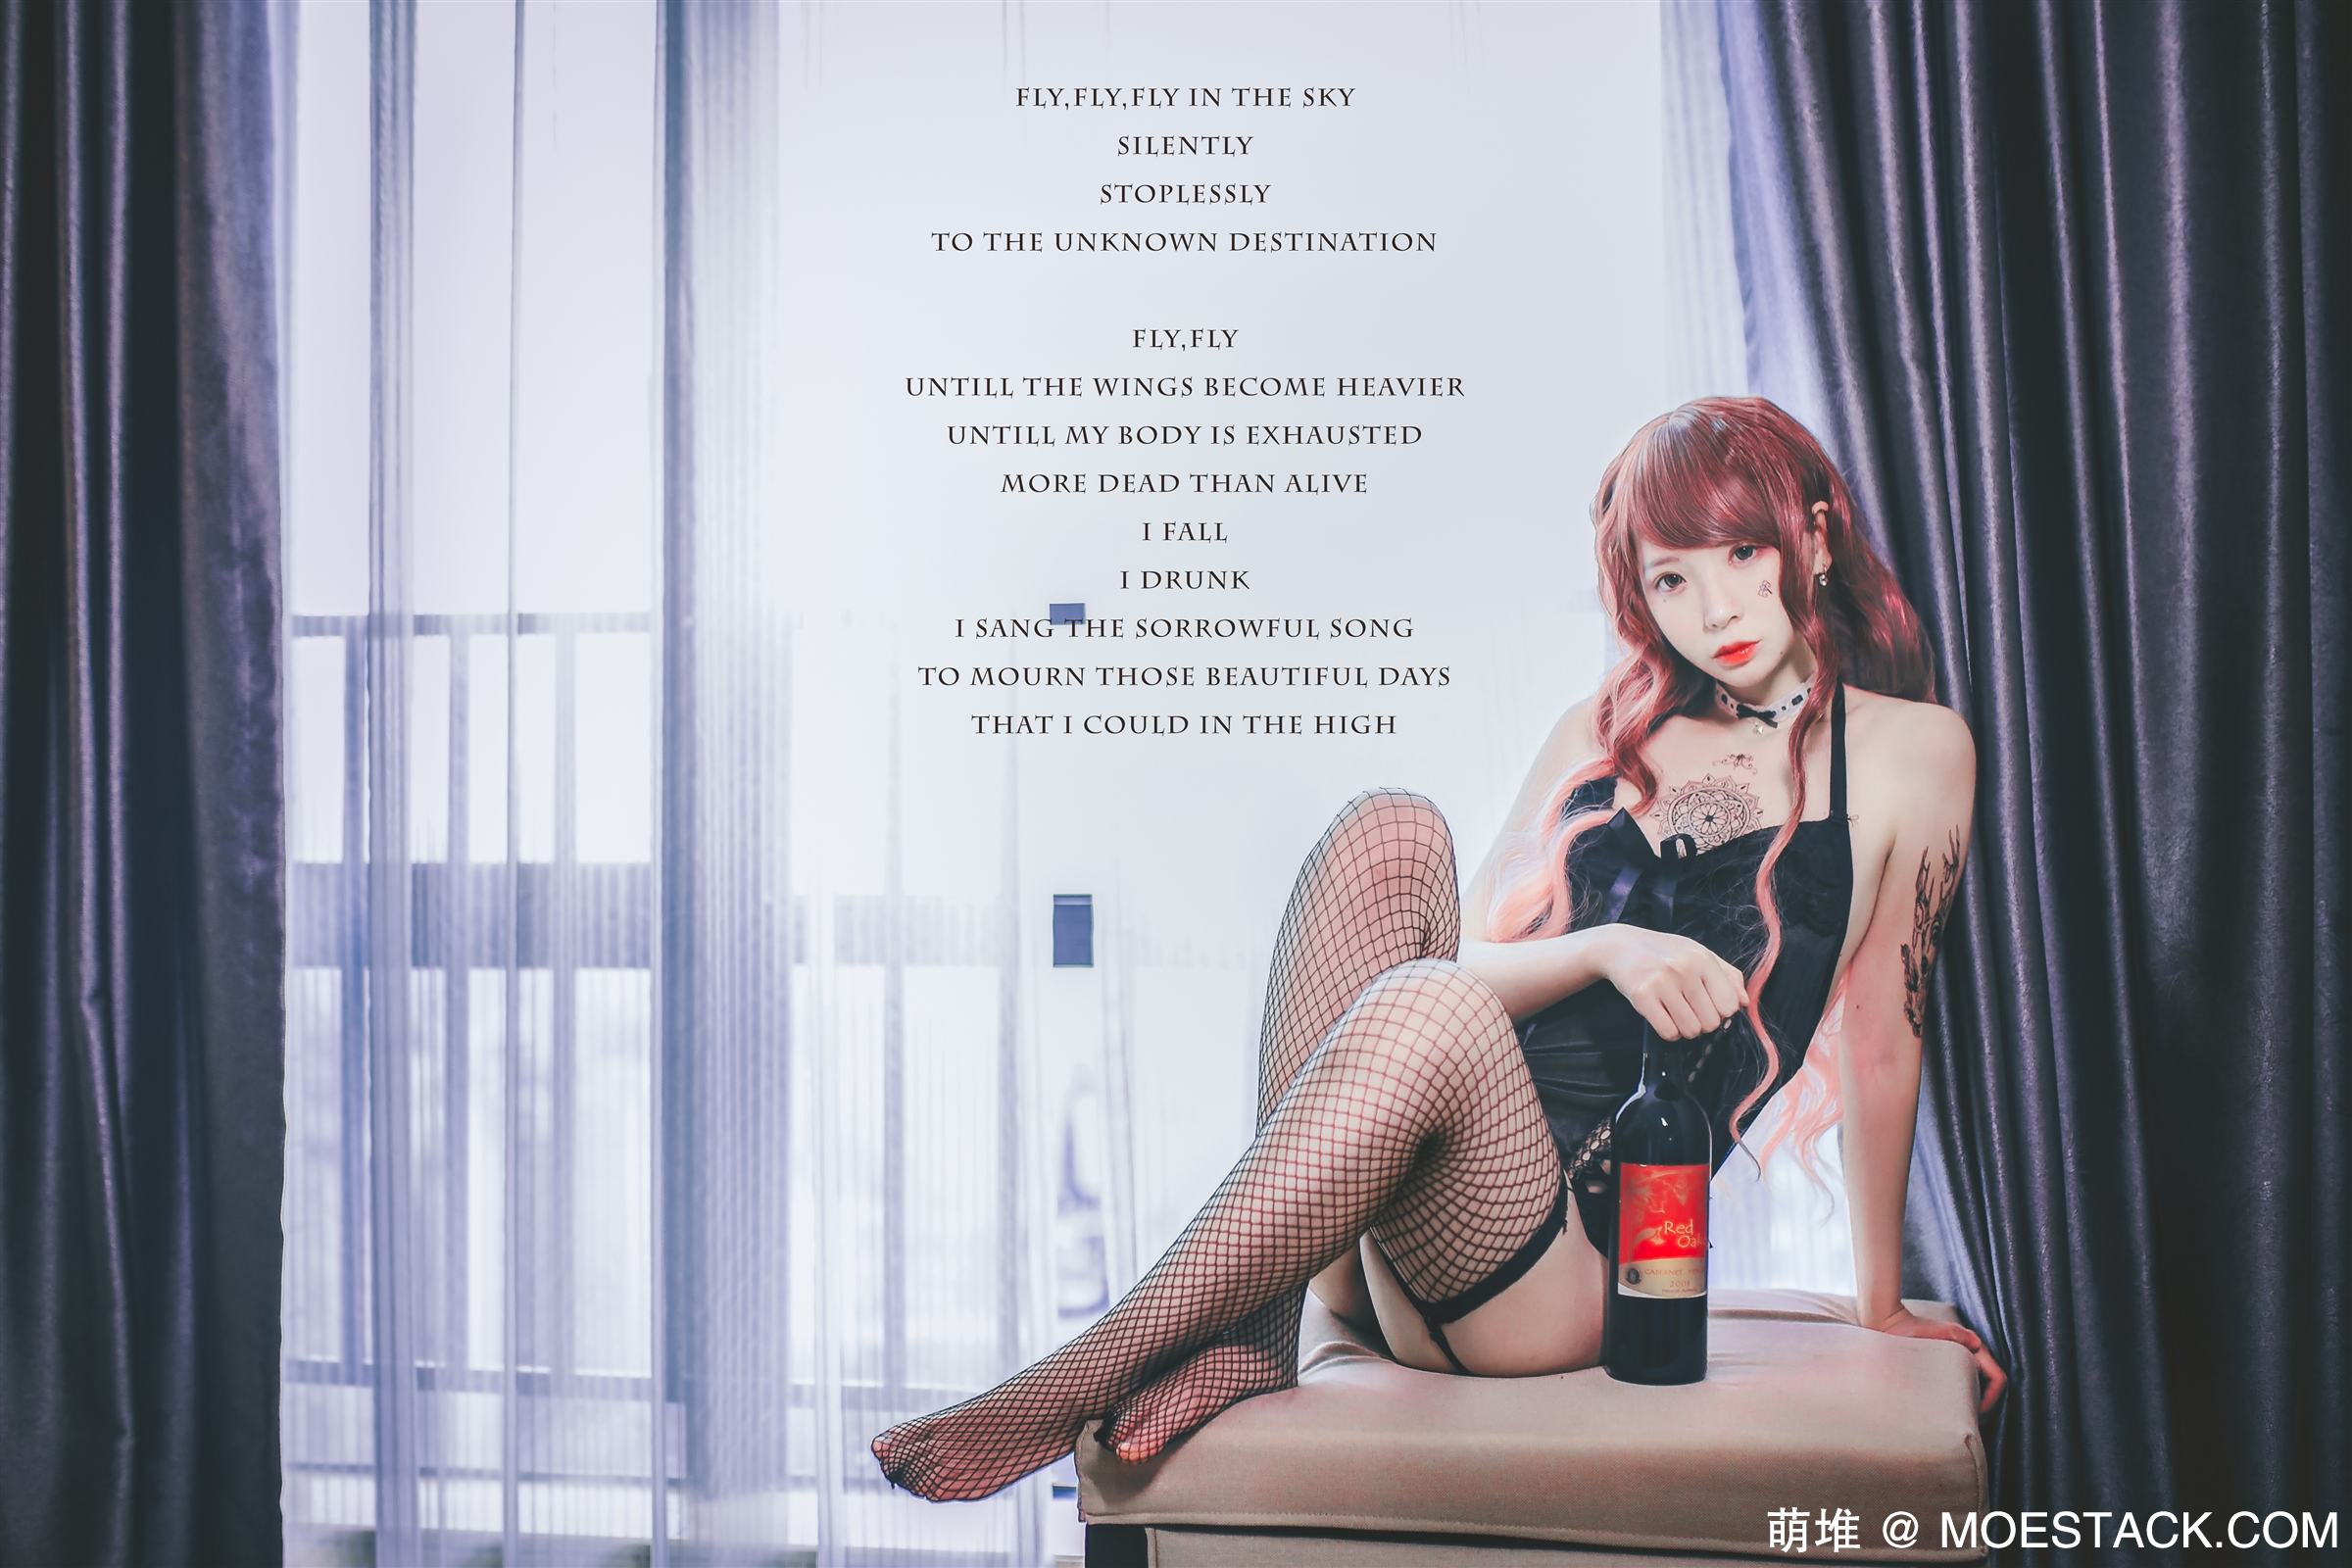 FLY,FLY,FLY IN THE SKY
SILENTLY
STOPLESSLY
TO THE UNKNOWN DESTINATION
FLY,FLY
UNTILL THE WINGS BECOME HEAVIER
UNTILL MY BODY IS EXHAUSTED
MORE DEAD THAN ALIVE
I FALL
I DRUNK
I SANG THE SORROWFUL SONG
TO MOURN THOSE BEAUTIFUL DAYS
THAT I COULD IN THE HIGH
Red
CABERNET
萌堆 @ MOESTACK.COM